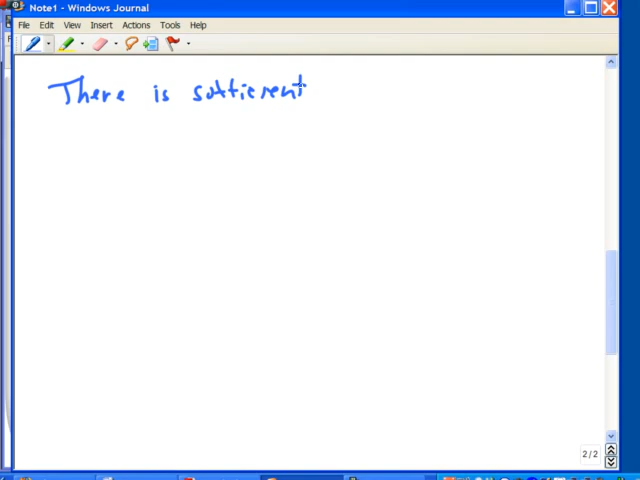 Note1 - Windows Journal
File Edit View Insert Actions Tools Help
There is sufficient
2/2